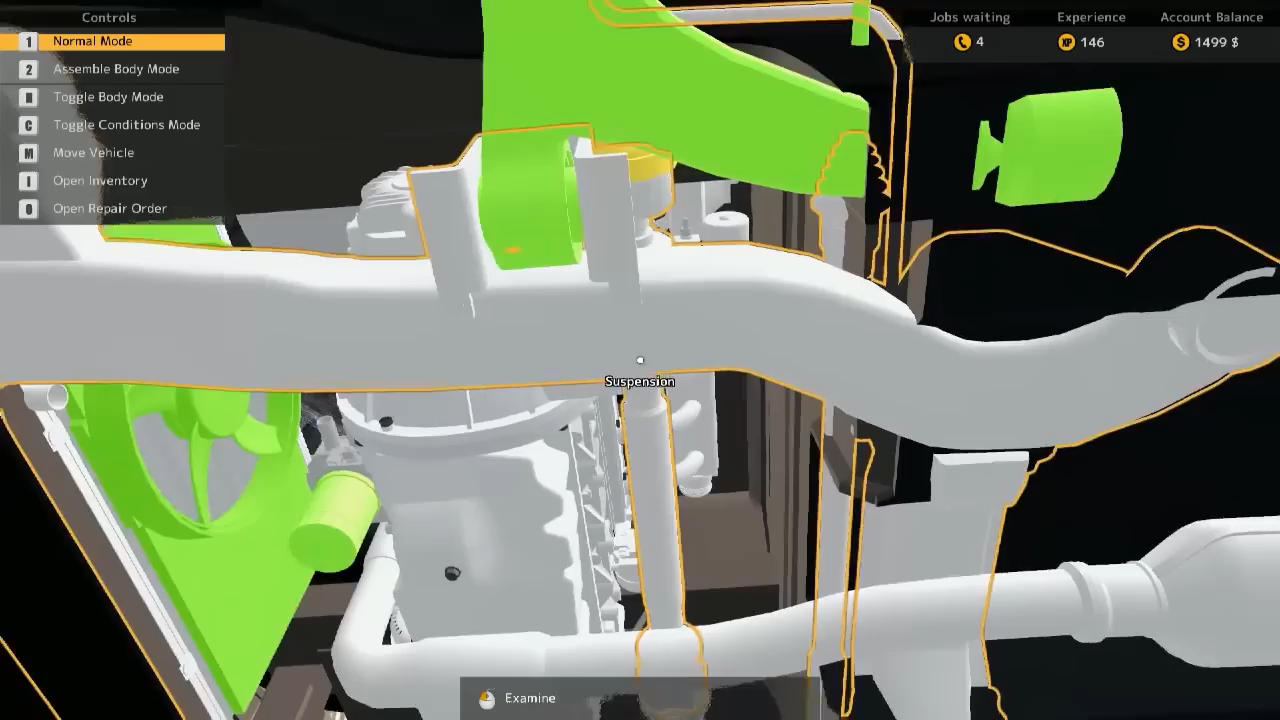 Controls
1 Normal Mode
2 Assemble Body Mode
Toggle Body Mode
C Toggle Conditions Mode
M Move Vehicle
I Open Inventory
O Open Repair Order
Jobs waiting
4
Experience
XP 146
Account Balance
$ 1499 $
Suspension
Examine